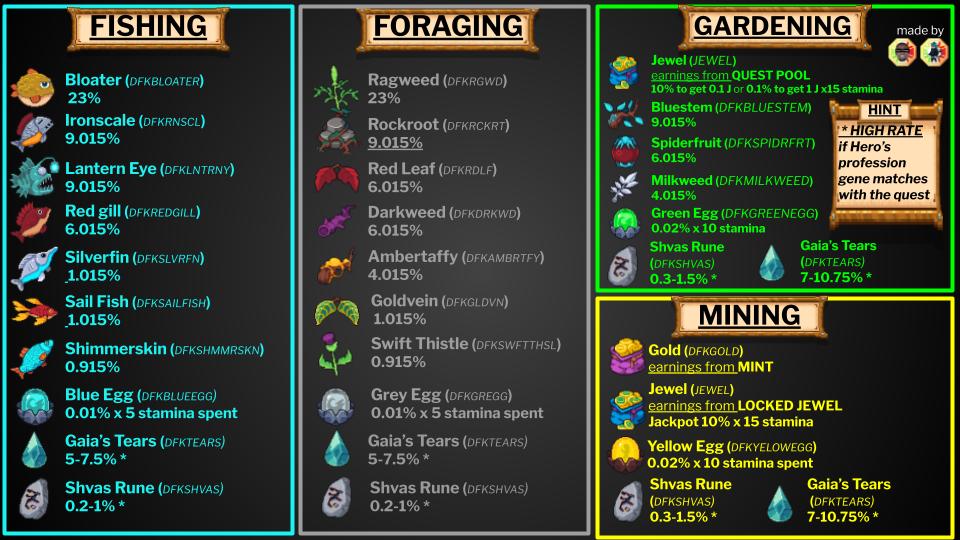 FISHING
Bloater (DFKBLOATER)
23%
Ironscale (DFKRNSCL)
9.015%
Lantern Eye (DFKLNTRNY)
9.015%
Red gill (DFKREDGILL)
6.015%
Silverfin (DFKSLVRFN)
1.015%
Sail Fish (DFKSAILFISH)
1.015%
Shimmerskin (DFKSHMMRSKN)
0.915%
Blue Egg (DFKBLUEEGG)
0.01% x 5 stamina spent
Gaia's Tears (DFKTEARS)
5-7.5% *
Shvas Rune (DFKSHVAS)
0.2-1% *
FORAGING
Ragweed (DFKRGWD)
23%
Rockroot (DFKRCKRT)
9.015%
Red Leaf (DFKRDLF)
6.015%
Darkweed (DFKDRKWD)
6.015%
Ambertaffy (DFKAMBRTFY)
4.015%
Goldvein (DFKGLDVN)
1.015%
Swift Thistle (DFKSWFTTHSL)
0.915%
Grey Egg (DFKGREGG)
0.01% x 5 stamina spent
Gaia's Tears (DFKTEARS)
5-7.5% *
Shvas Rune (DFKSHVAS)
0.2-1% *
GARDENING
made by
Jewel (JEWEL)
earnings from QUEST POOL
10% to get 0.1 J or 0.1% to get 1 J x15 stamina
Bluestem (DFKBLUESTEM)
9.015%
Spiderfruit (DFKSPIDRFRT)
6.015%
Milkweed (DFKMILKWEED)
4.015%
Green Egg (DFKGREENEGG)
0.02% x 10 stamina
Shvas Rune
(DFKSHVAS)
0.3-1.5% *
Gaia's Tears
(DFKTEARS)
7-10.75% *
HINT
* HIGH RATE
if Hero's
profession
gene matches
with the quest
MINING
Gold (DFKGOLD)
earnings from MINT
Jewel (JEWEL)
earnings from LOCKED JEWEL
Jackpot 10% x 15 stamina
Yellow Egg (DFKYELOWEGG)
0.02% x 10 stamina spent
Shvas Rune
(DFKSHVAS)
0.3-1.5% *
Gaia's Tears
(DFKTEARS)
7-10.75% *